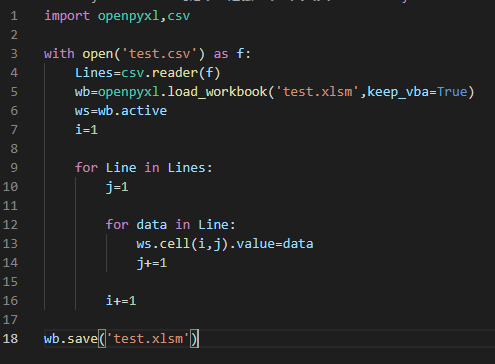 1 import openpyxl,csv
2
3 with open('test.csv') as f:
4     Lines=csv.reader(f)
5     wb=openpyxl.load_workbook('test.xlsm',keep_vba=True)
6     ws=wb.active
7     i=1
8
9     for Line in Lines:
10         j=1
11
12         for data in Line:
13             ws.cell(i,j).value=data
14             j+=1
15
16         i+=1
17
18 wb.save('test.xlsm')